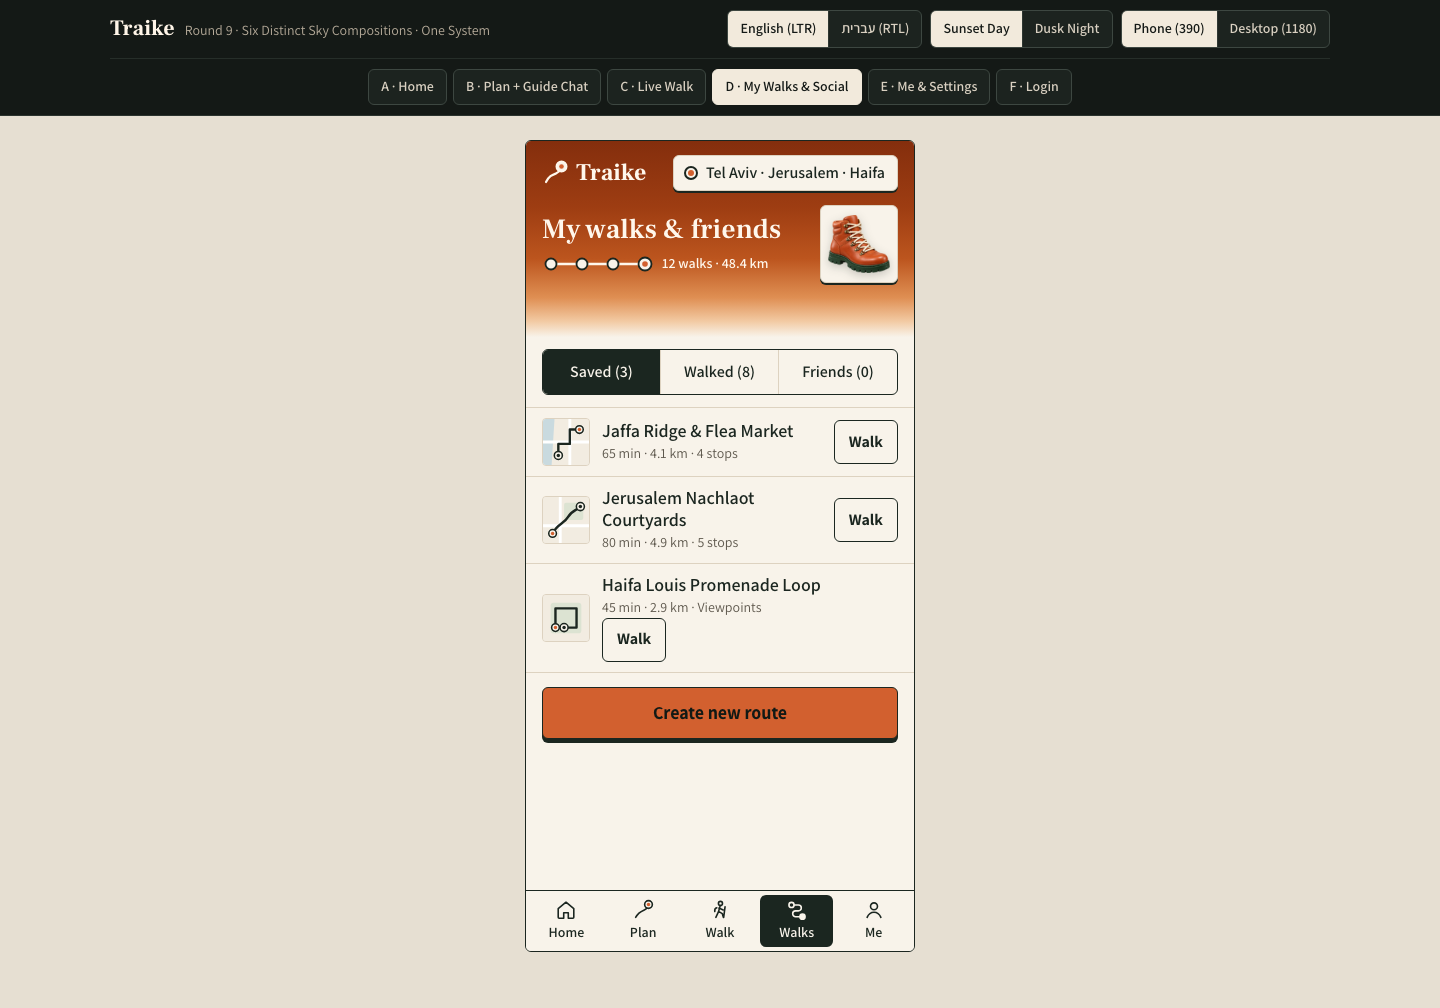 Traike Round 9 · Six Distinct Sky Compositions · One System
English (LTR) עברית (RTL) Sunset Day Dusk Night Phone (390) Desktop (1180)
A · Home B · Plan + Guide Chat C · Live Walk D · My Walks & Social E · Me & Settings F · Login
Traike Tel Aviv · Jerusalem · Haifa
My walks & friends
12 walks · 48.4 km
Saved (3) Walked (8) Friends (0)
Jaffa Ridge & Flea Market
65 min · 4.1 km · 4 stops
Walk
Jerusalem Nachlaot
Courtyards
80 min · 4.9 km · 5 stops
Walk
Haifa Louis Promenade Loop
45 min · 2.9 km · Viewpoints
Walk
Create new route
Home Plan Walk Walks Me